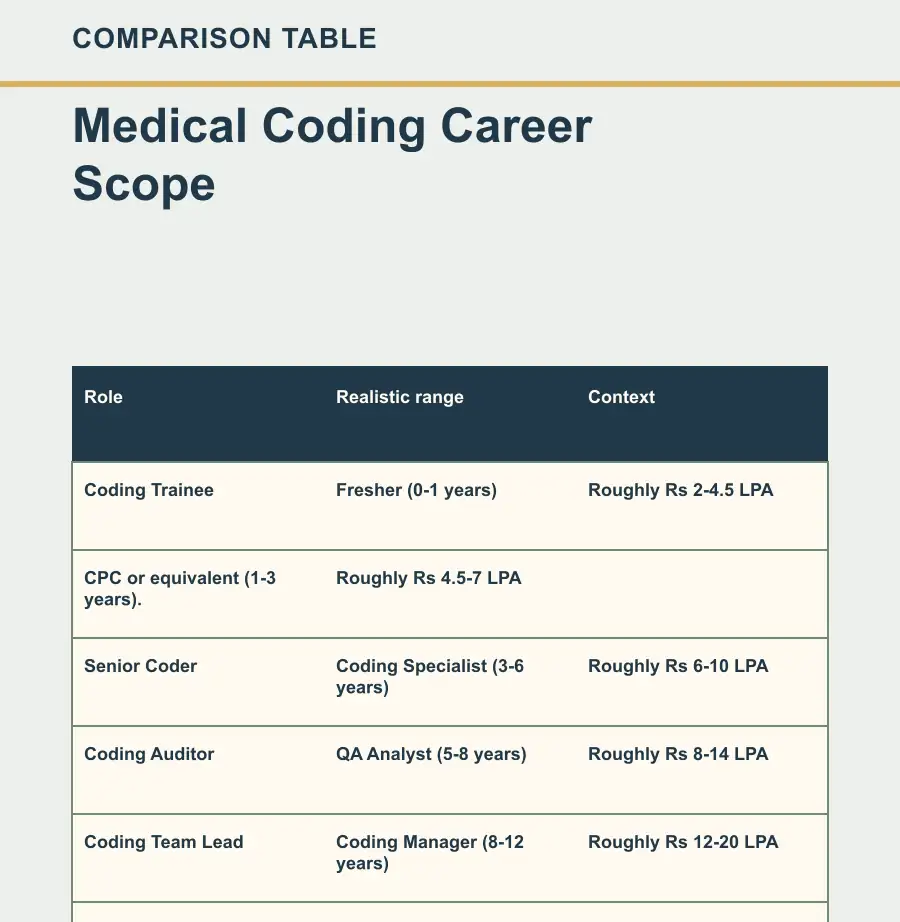 COMPARISON TABLE
Medical Coding Career
Scope
Role Realistic range Context
Coding Trainee Fresher (0-1 years) Roughly Rs 2-4.5 LPA
CPC or equivalent (1-3
years).
Roughly Rs 4.5-7 LPA
Senior Coder
Coding Specialist (3-6
years)
Roughly Rs 6-10 LPA
Coding Auditor QA Analyst (5-8 years) Roughly Rs 8-14 LPA
Coding Team Lead
Coding Manager (8-12
years)
Roughly Rs 12-20 LPA